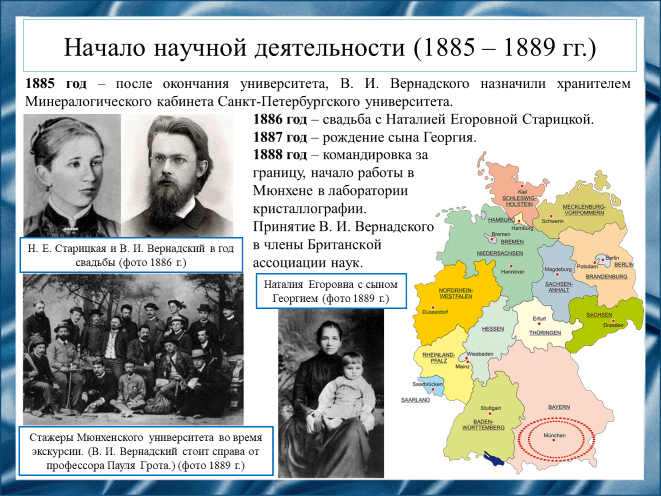 Начало научной деятельности (1885 – 1889 гг.)
1885 год – после окончания университета, В. И. Вернадского назначили хранителем
Минералогического кабинета Санкт-Петербургского университета.
1886 год – свадьба с Наталией Егоровной Старицкой.
1887 год – рождение сына Георгия.
1888 год – командировка за
границу, начало работы в
Мюнхене в лаборатории
кристаллографии.
Принятие В. И. Вернадского
в члены Британской
ассоциации наук.
Н. Е. Старицкая и В. И. Вернадский в год
свадьбы (фото 1886 г.)
Наталия Егоровна с сыном
Георгием (фото 1889 г.)
Стажеры Мюнхенского университета во время
экскурсии. (В. И. Вернадский стоит справа от
профессора Пауля Грота.) (фото 1889 г.)
Kiel
SCHLESWIG-
HOLSTEIN
MECKLENBURG-
VORPOMMERN
HAMBURG
Hamburg
Schwerin
Bremen
BREMEN
NIEDERSACHSEN
Hannover
Magdeburg
SACHSEN-
ANHALT
Potsdam
Berlin
BERLIN
BRANDENBURG
NORDRHEIN-
WESTFALEN
Düsseldorf
SACHSEN
Dresden
Erfurt
THÜRINGEN
HESSEN
RHEINLAND-
PFALZ
Wiesbaden
Mainz
Saarbrücken
SAARLAND
Stuttgart
BADEN-
WÜRTTEMBERG
BAYERN
München